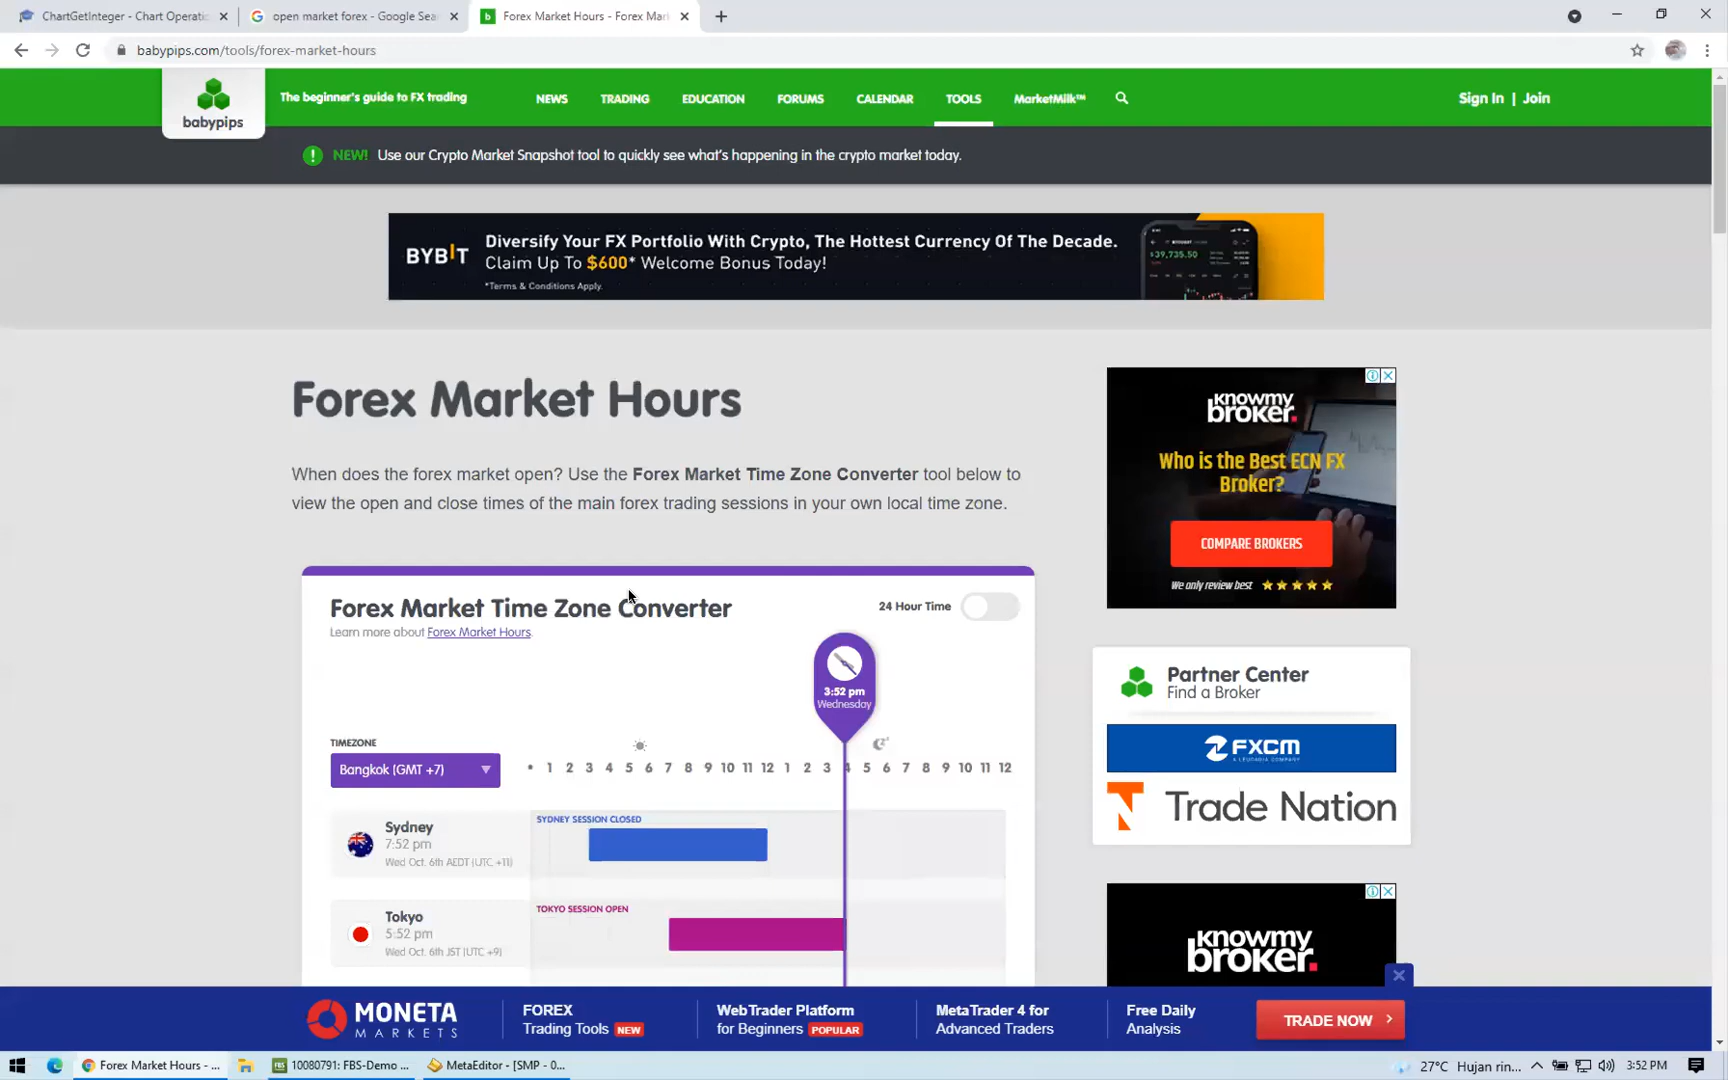 ChartGetInteger - Chart Operatio
open market forex - Google Sea
Forex Market Hours - Forex Mar
babypips.com/tools/forex-market-hours
babypips
The beginner's guide to FX trading
NEWS
TRADING
EDUCATION
FORUMS
CALENDAR
TOOLS
MarketMilk™
Sign In | Join
NEW! Use our Crypto Market Snapshot tool to quickly see what's happening in the crypto market today.
BYBIT
Diversify Your FX Portfolio With Crypto, The Hottest Currency Of The Decade.
Claim Up To $600* Welcome Bonus Today!
*Terms & Conditions Apply.
$39,735.50
Forex Market Hours
When does the forex market open? Use the Forex Market Time Zone Converter tool below to
view the open and close times of the main forex trading sessions in your own local time zone.
knowmy
broker.
Who is the Best ECN FX
Broker?
COMPARE BROKERS
We only review best
Forex Market Time Zone Converter
24 Hour Time
Learn more about Forex Market Hours.
3:52 pm
Wednesday
TIMEZONE
Bangkok (GMT +7)
1 2 3 4 5 6 7 8 9 10 11 12 1 2 3 4 5 6 7 8 9 10 11 12
Sydney
7:52 pm
Wed Oct. 6th AEDT (UTC +11)
SYDNEY SESSION CLOSED
Tokyo
5:52 pm
Wed Oct. 6th JST (UTC +9)
TOKYO SESSION OPEN
Partner Center
Find a Broker
FXCM
A LEUCADIA COMPANY
Trade Nation
knowmy
broker.
MONETA
MARKETS
FOREX
Trading Tools NEW
WebTrader Platform
for Beginners POPULAR
MetaTrader 4 for
Advanced Traders
Free Daily
Analysis
TRADE NOW
Forex Market Hours - ...
FBS
10080791: FBS-Demo ...
MetaEditor - [SMP - 0...
27°C Hujan rin...
3:52 PM